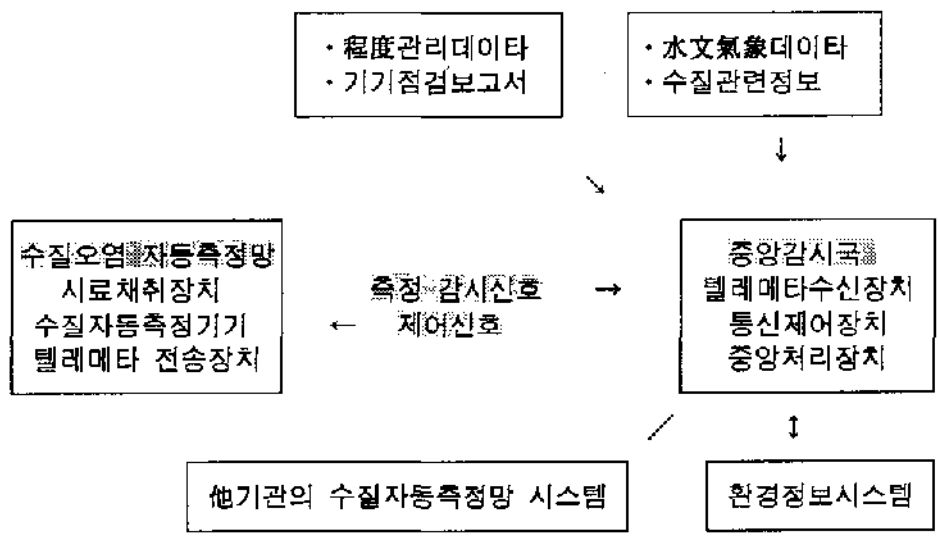 · 程度관리데이타
· 기기점검보고서
· 水文氣象데이타
· 수질관련정보
수질오염 자동측정망
시료채취장치
수질자동측정기기
텔레메타 전송장치
측정 감시신호 →
← 제어신호
중앙감시국
텔레메타수신장치
통신제어장치
중앙처리장치
他기관의 수질자동측정망 시스템
환경정보시스템